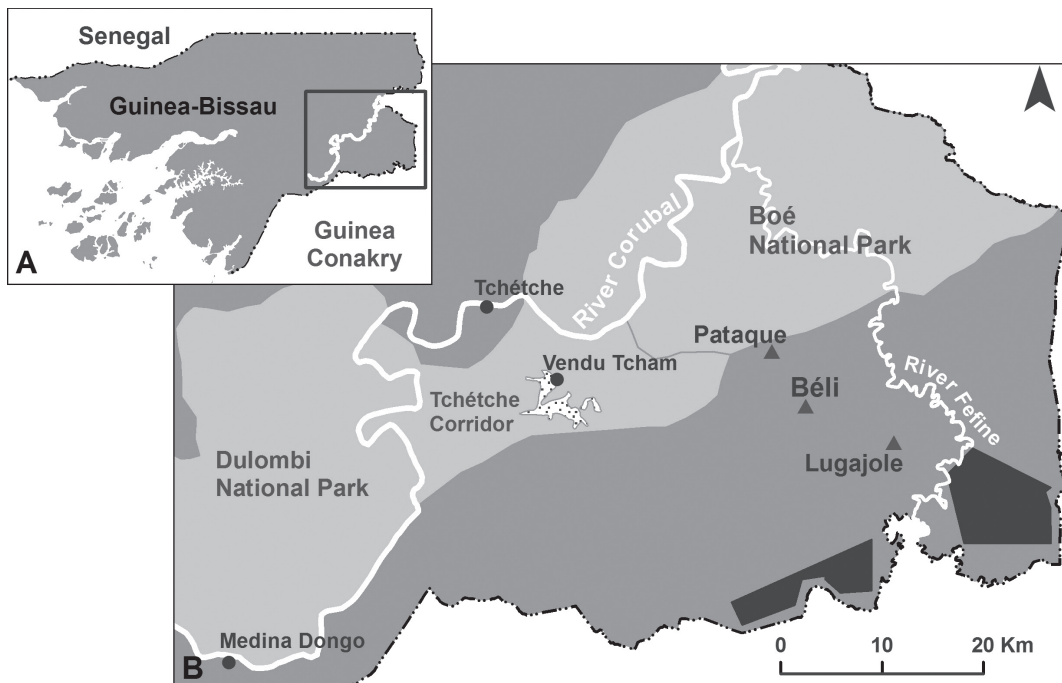 Senegal
Guinea-Bissau
Guinea
Conakry
A
River Corubal
Boé
National Park
Tchétche
Pataque
Vendu Tcham
Béli
River Fefine
Tchétche
Corridor
Lugajole
Dulombi
National Park
Medina Dongo
B
0 10 20 Km